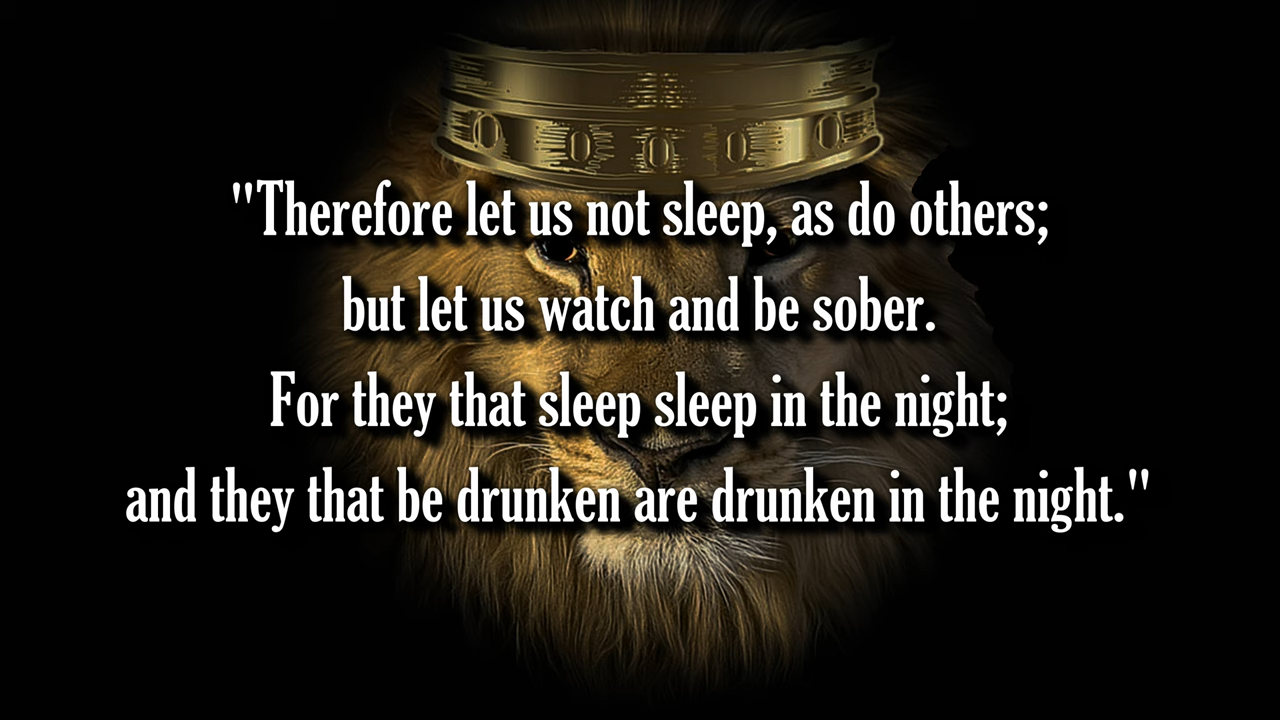 "Therefore let us not sleep, as do others;
but let us watch and be sober.
For they that sleep sleep in the night;
and they that be drunken are drunken in the night."